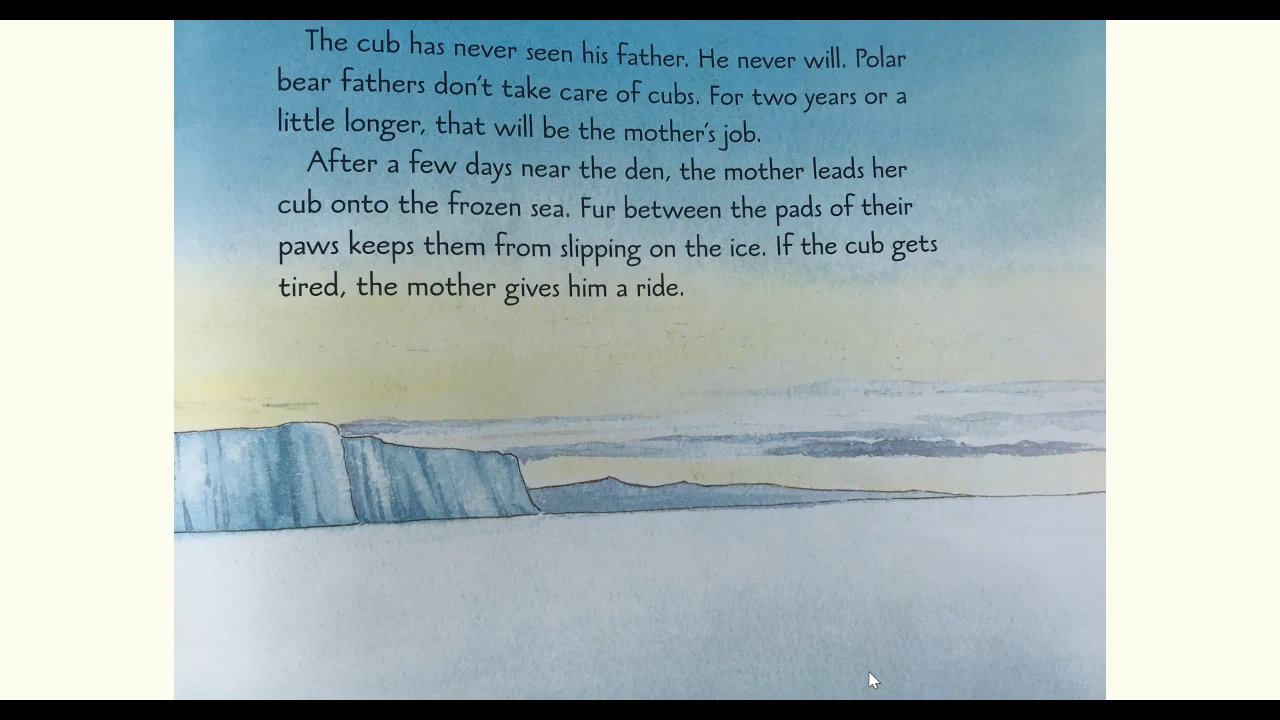 The cub has never seen his father. He never will. Polar
bear fathers don't take care of cubs. For two years or a
little longer, that will be the mother's job.
After a few days near the den, the mother leads her
cub onto the frozen sea. Fur between the pads of their
paws keeps them from slipping on the ice. If the cub gets
tired, the mother gives him a ride.